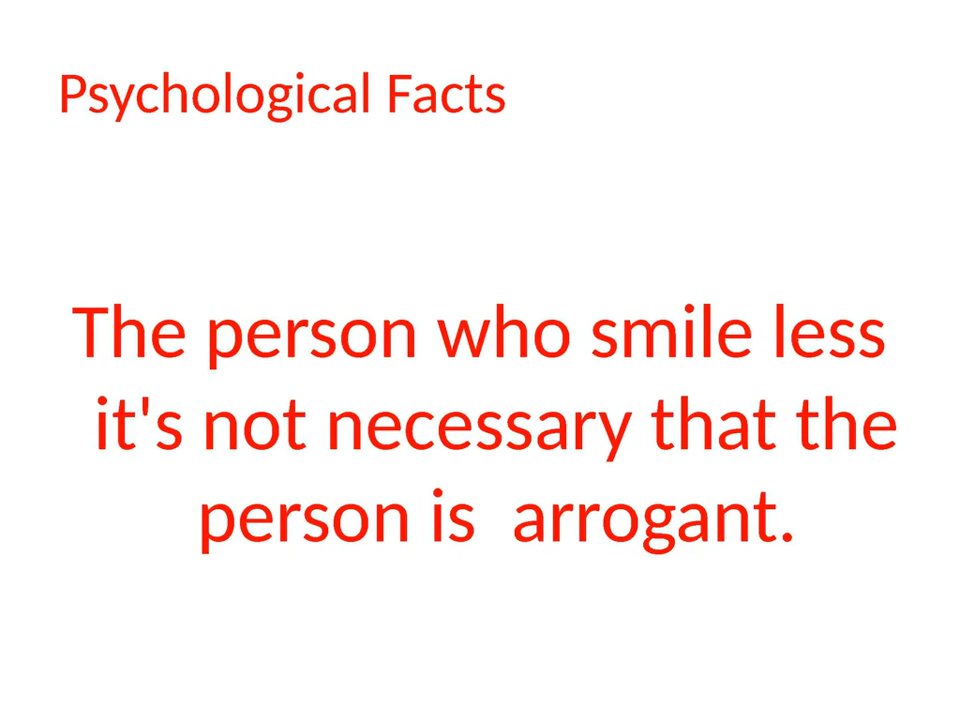 Psychological Facts
The person who smile less
it's not necessary that the
person is  arrogant.